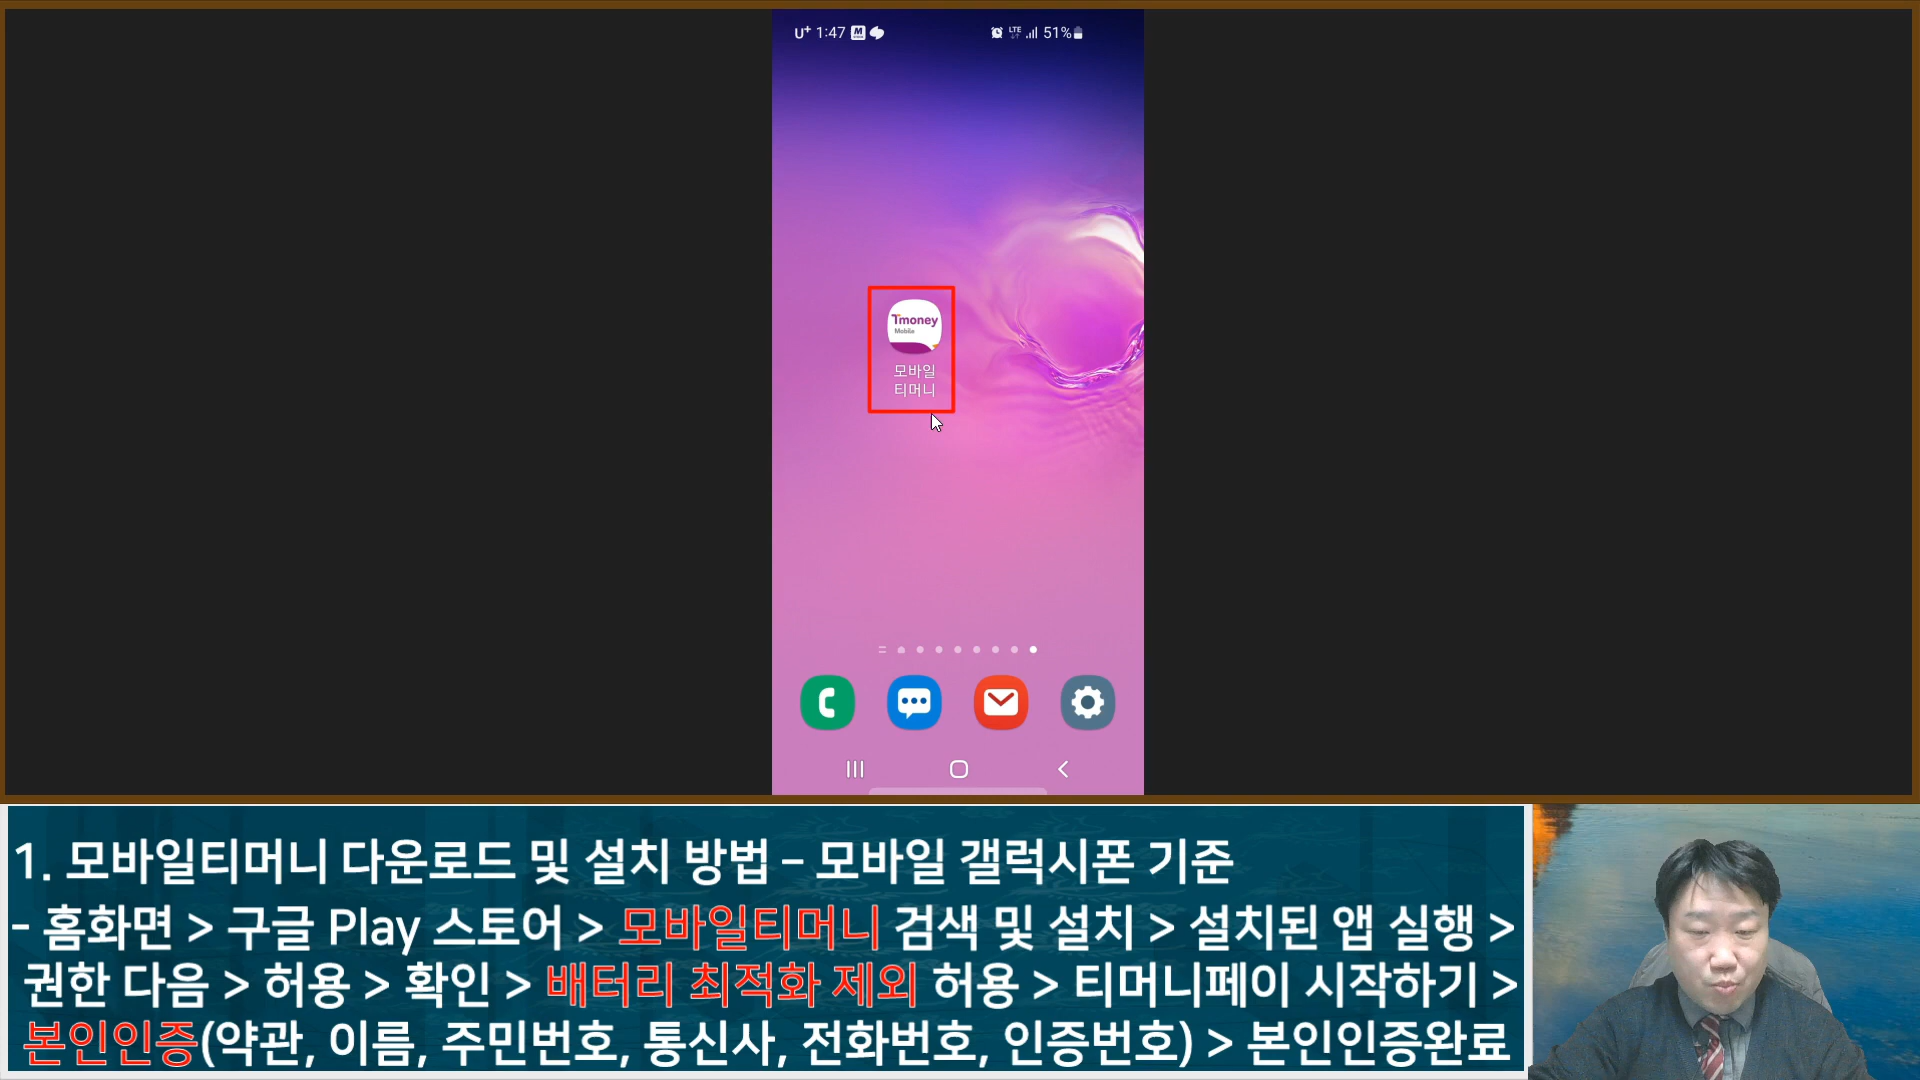 U+ 1:47 M
LTE 51%
Tmoney
Mobile
모바일
티머니
1. 모바일티머니 다운로드 및 설치 방법 – 모바일 갤럭시폰 기준
- 홈화면 > 구글 Play 스토어 > 모바일티머니 검색 및 설치 > 설치된 앱 실행 >
권한 다음 > 허용 > 확인 > 배터리 최적화 제외 허용 > 티머니페이 시작하기 >
본인인증(약관, 이름, 주민번호, 통신사, 전화번호, 인증번호) > 본인인증완료